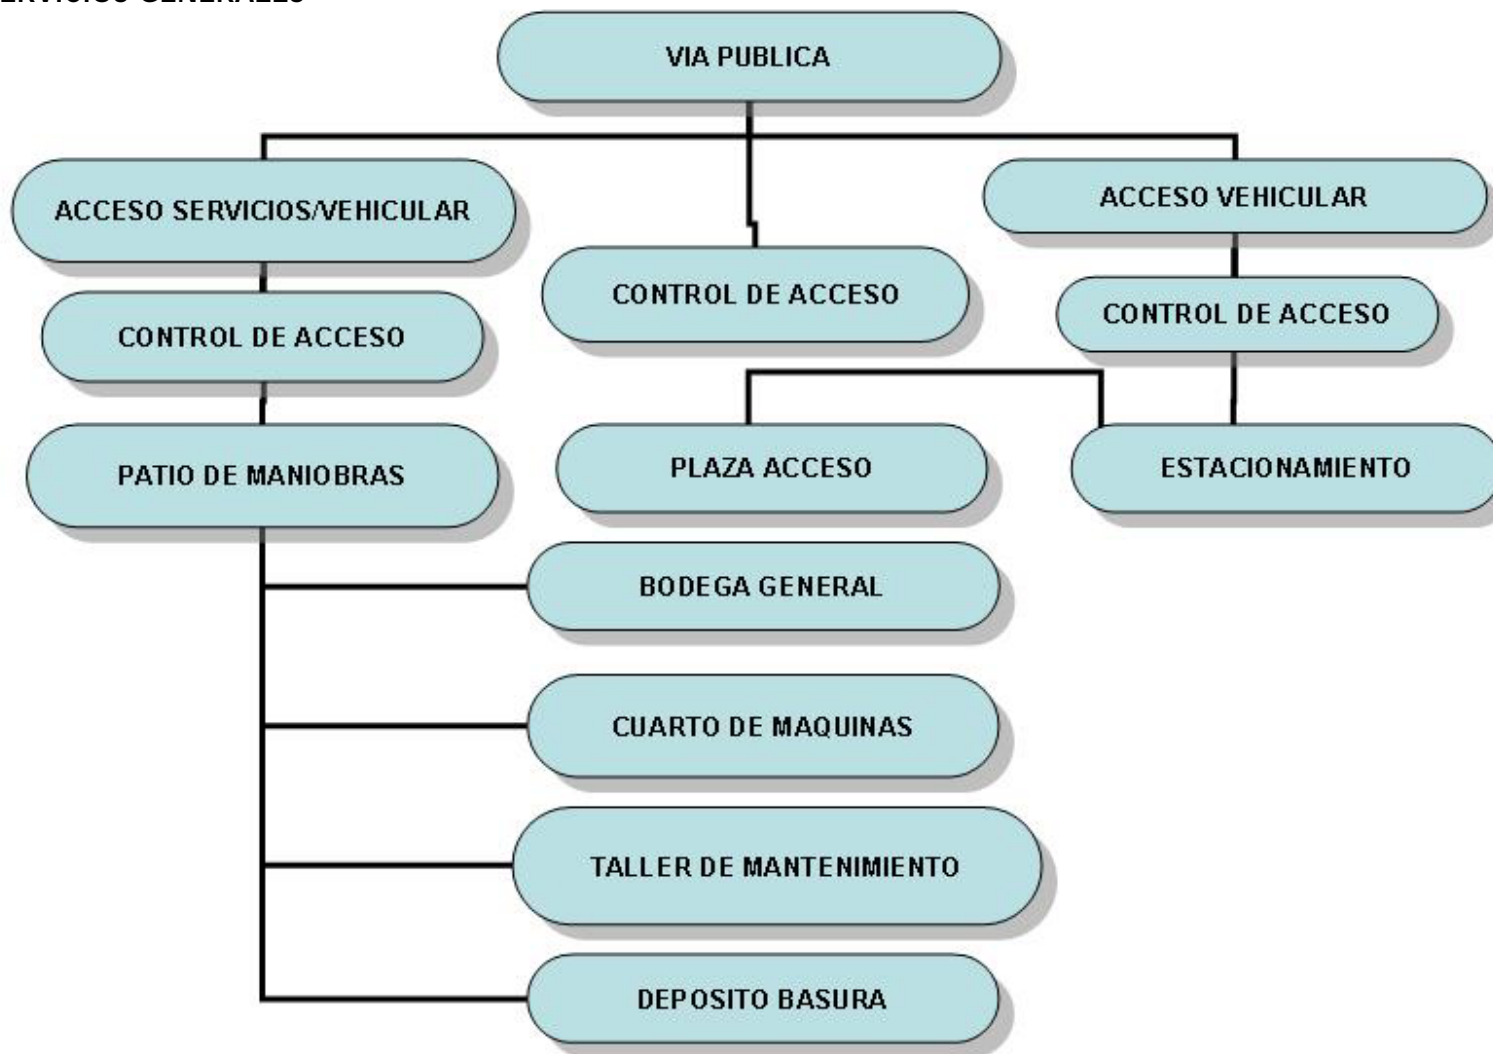 VIA PUBLICA
ACCESO SERVICIOS/VEHICULAR
ACCESO VEHICULAR
CONTROL DE ACCESO
CONTROL DE ACCESO
CONTROL DE ACCESO
PATIO DE MANIOBRAS
PLAZA ACCESO
ESTACIONAMIENTO
BODEGA GENERAL
CUARTO DE MAQUINAS
TALLER DE MANTENIMIENTO
DEPOSITO BASURA